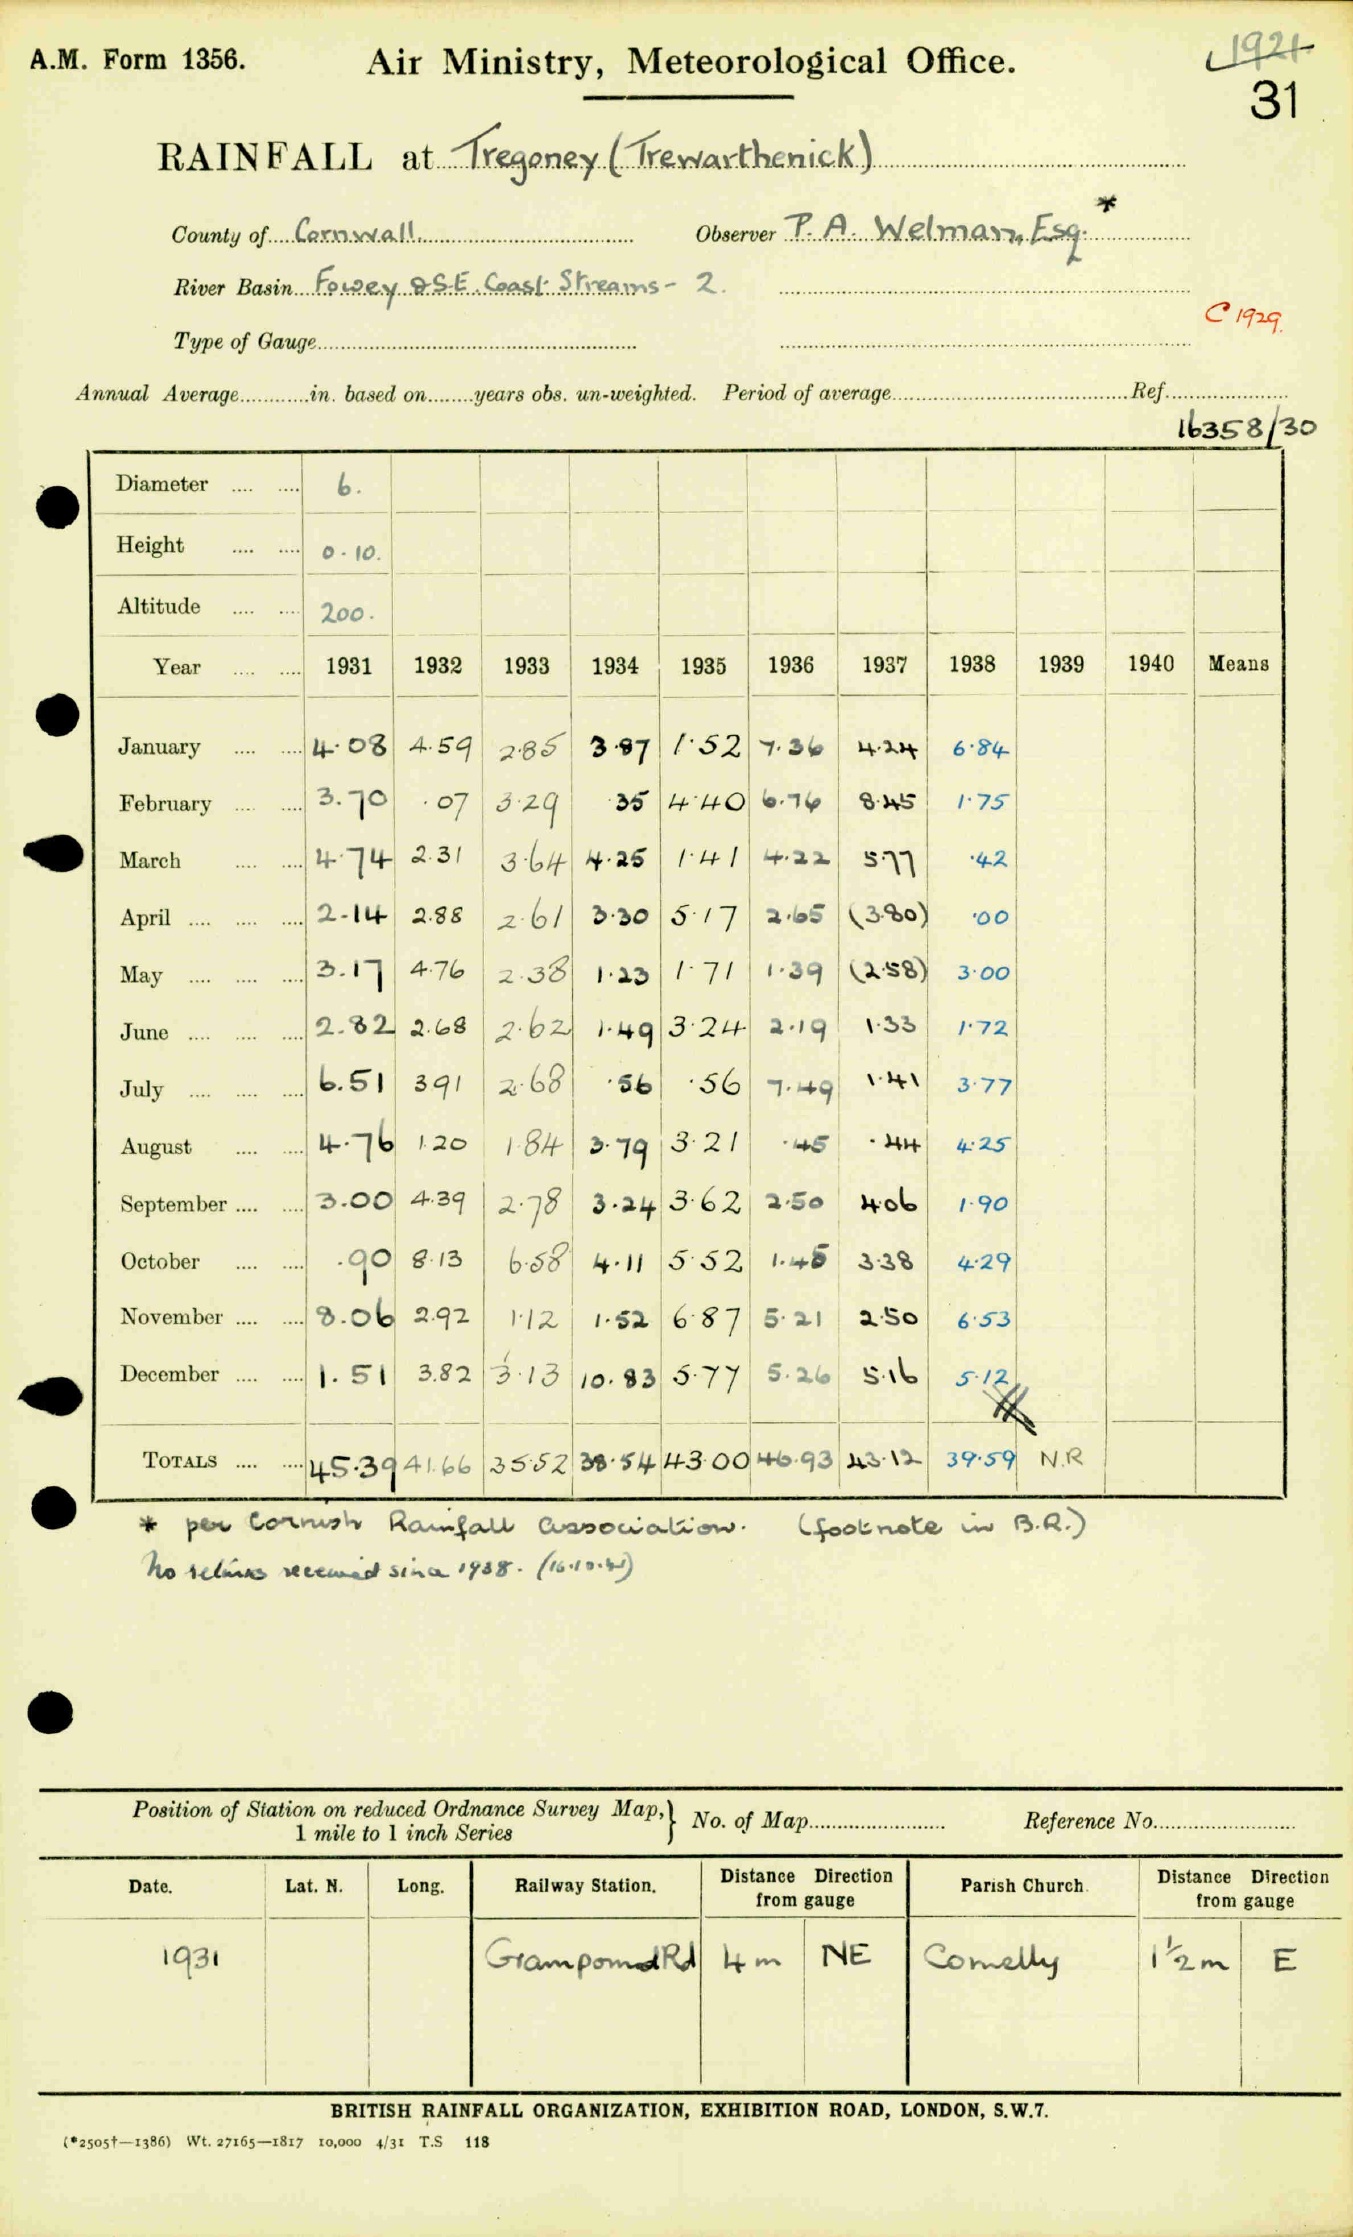 A.M. Form 1356.
Air Ministry, Meteorological Office.
1921
31
RAINFALL at Tregoney (Trewarthenick)
County of Cornwall Observer P. A. Welman, Esq. *
River Basin Fowey & S.E. Coast Streams - 2.
C 1929.
Type of Gauge
Annual Average in. based on years obs. un-weighted. Period of average Ref.
16358/30
Diameter 6.
Height 0.10.
Altitude 200.
Year 1931 1932 1933 1934 1935 1936 1937 1938 1939 1940 Means
January 4.08 4.59 2.85 3.87 1.52 7.36 4.24 6.84
February 3.70 .07 3.29 .35 4.40 6.76 8.45 1.75
March 4.74 2.31 3.64 4.25 1.41 4.22 5.77 .42
April 2.14 2.88 2.61 3.30 5.17 2.65 (3.80) .00
May 3.17 4.76 2.38 1.23 1.71 1.39 (2.58) 3.00
June 2.82 2.68 2.62 1.49 3.24 2.19 1.33 1.72
July 6.51 3.91 2.68 .56 .56 7.49 1.41 3.77
August 4.76 1.20 1.84 3.79 3.21 .45 .44 4.25
September 3.00 4.39 2.78 3.24 3.62 2.50 4.06 1.90
October .90 8.13 6.58 4.11 5.52 1.45 3.38 4.29
November 8.06 2.92 1.12 1.52 6.87 5.21 2.50 6.53
December 1.51 3.82 3.13 10.83 5.77 5.26 5.16 5.12
TOTALS 45.39 41.66 35.52 38.54 43.00 46.93 43.12 39.59 N.R
* per Cornish Rainfall Association. (footnote in B.R.)
No returns received since 1938. (16.10.41)
Position of Station on reduced Ordnance Survey Map, } No. of Map Reference No.
1 mile to 1 inch Series
Date. Lat. N. Long. Railway Station. Distance Direction from gauge Parish Church. Distance Direction from gauge
1931 Grampound Rd 4 m NE Cornelly 1½ m E
BRITISH RAINFALL ORGANIZATION, EXHIBITION ROAD, LONDON, S.W.7.
(*2505†—1386) Wt. 27165—1817 10,000 4/31 T.S 118